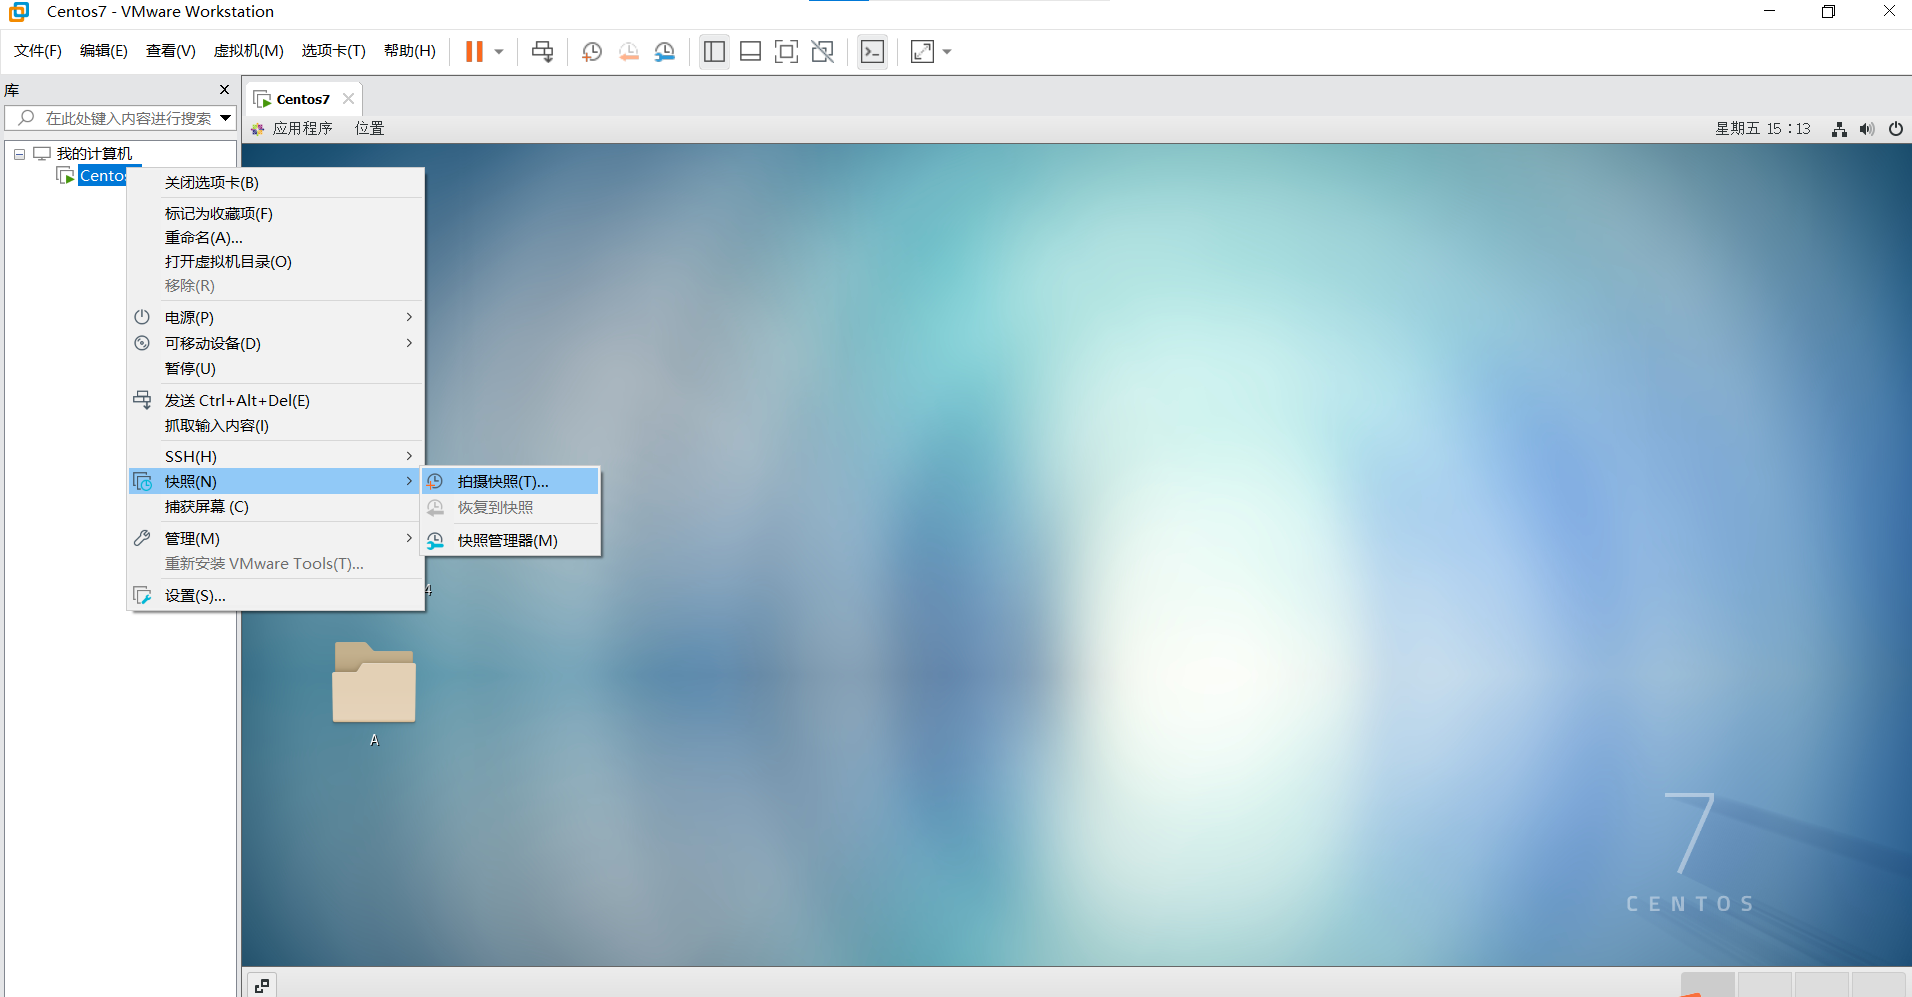 Centos7 - VMware Workstation
文件(F) 编辑(E) 查看(V) 虚拟机(M) 选项卡(T) 帮助(H)
库
在此处键入内容进行搜索
我的计算机
Centos
Centos7
应用程序 位置
星期五 15：13
关闭选项卡(B)
标记为收藏项(F)
重命名(A)...
打开虚拟机目录(O)
移除(R)
电源(P)
可移动设备(D)
暂停(U)
发送 Ctrl+Alt+Del(E)
抓取输入内容(I)
SSH(H)
快照(N)
捕获屏幕 (C)
管理(M)
重新安装 VMware Tools(T)...
设置(S)...
拍摄快照(T)...
恢复到快照
快照管理器(M)
4
A
7
CENTOS